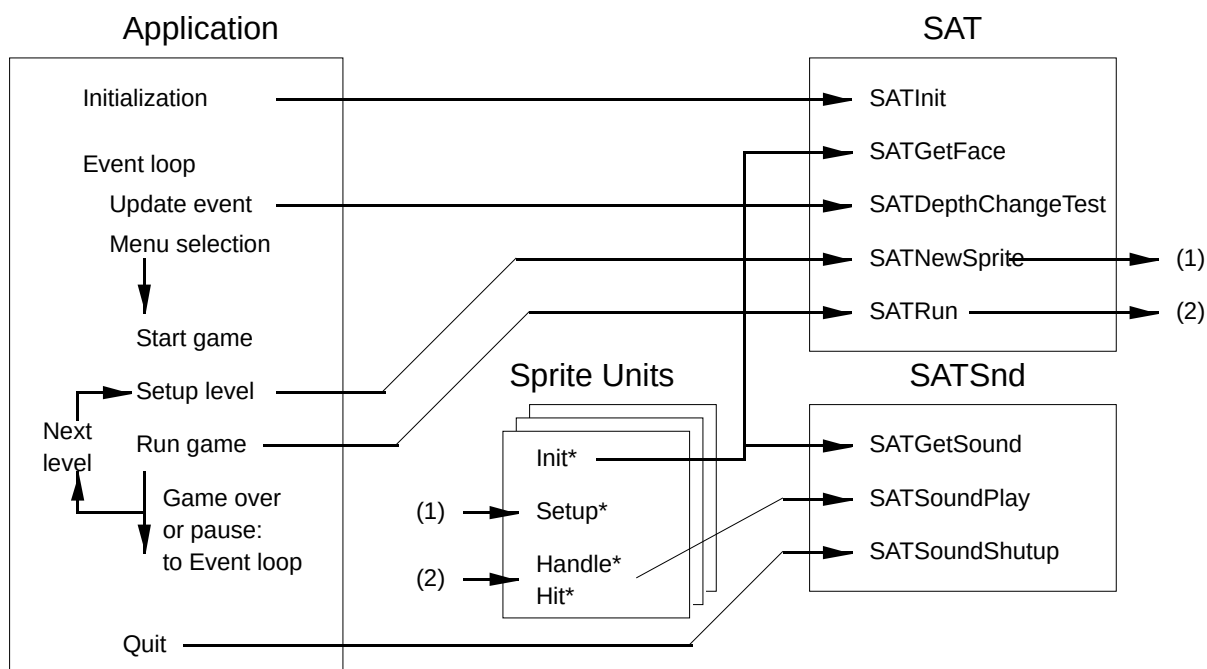 Application
Initialization
Event loop
Update event
Menu selection
Start game
Setup level
Next
level
Run game
Game over
or pause:
to Event loop
Quit
SAT
SATInit
SATGetFace
SATDepthChangeTest
SATNewSprite
(1)
SATRun
(2)
Sprite Units
Init*
(1)
Setup*
(2)
Handle*
Hit*
SATSnd
SATGetSound
SATSoundPlay
SATSoundShutup